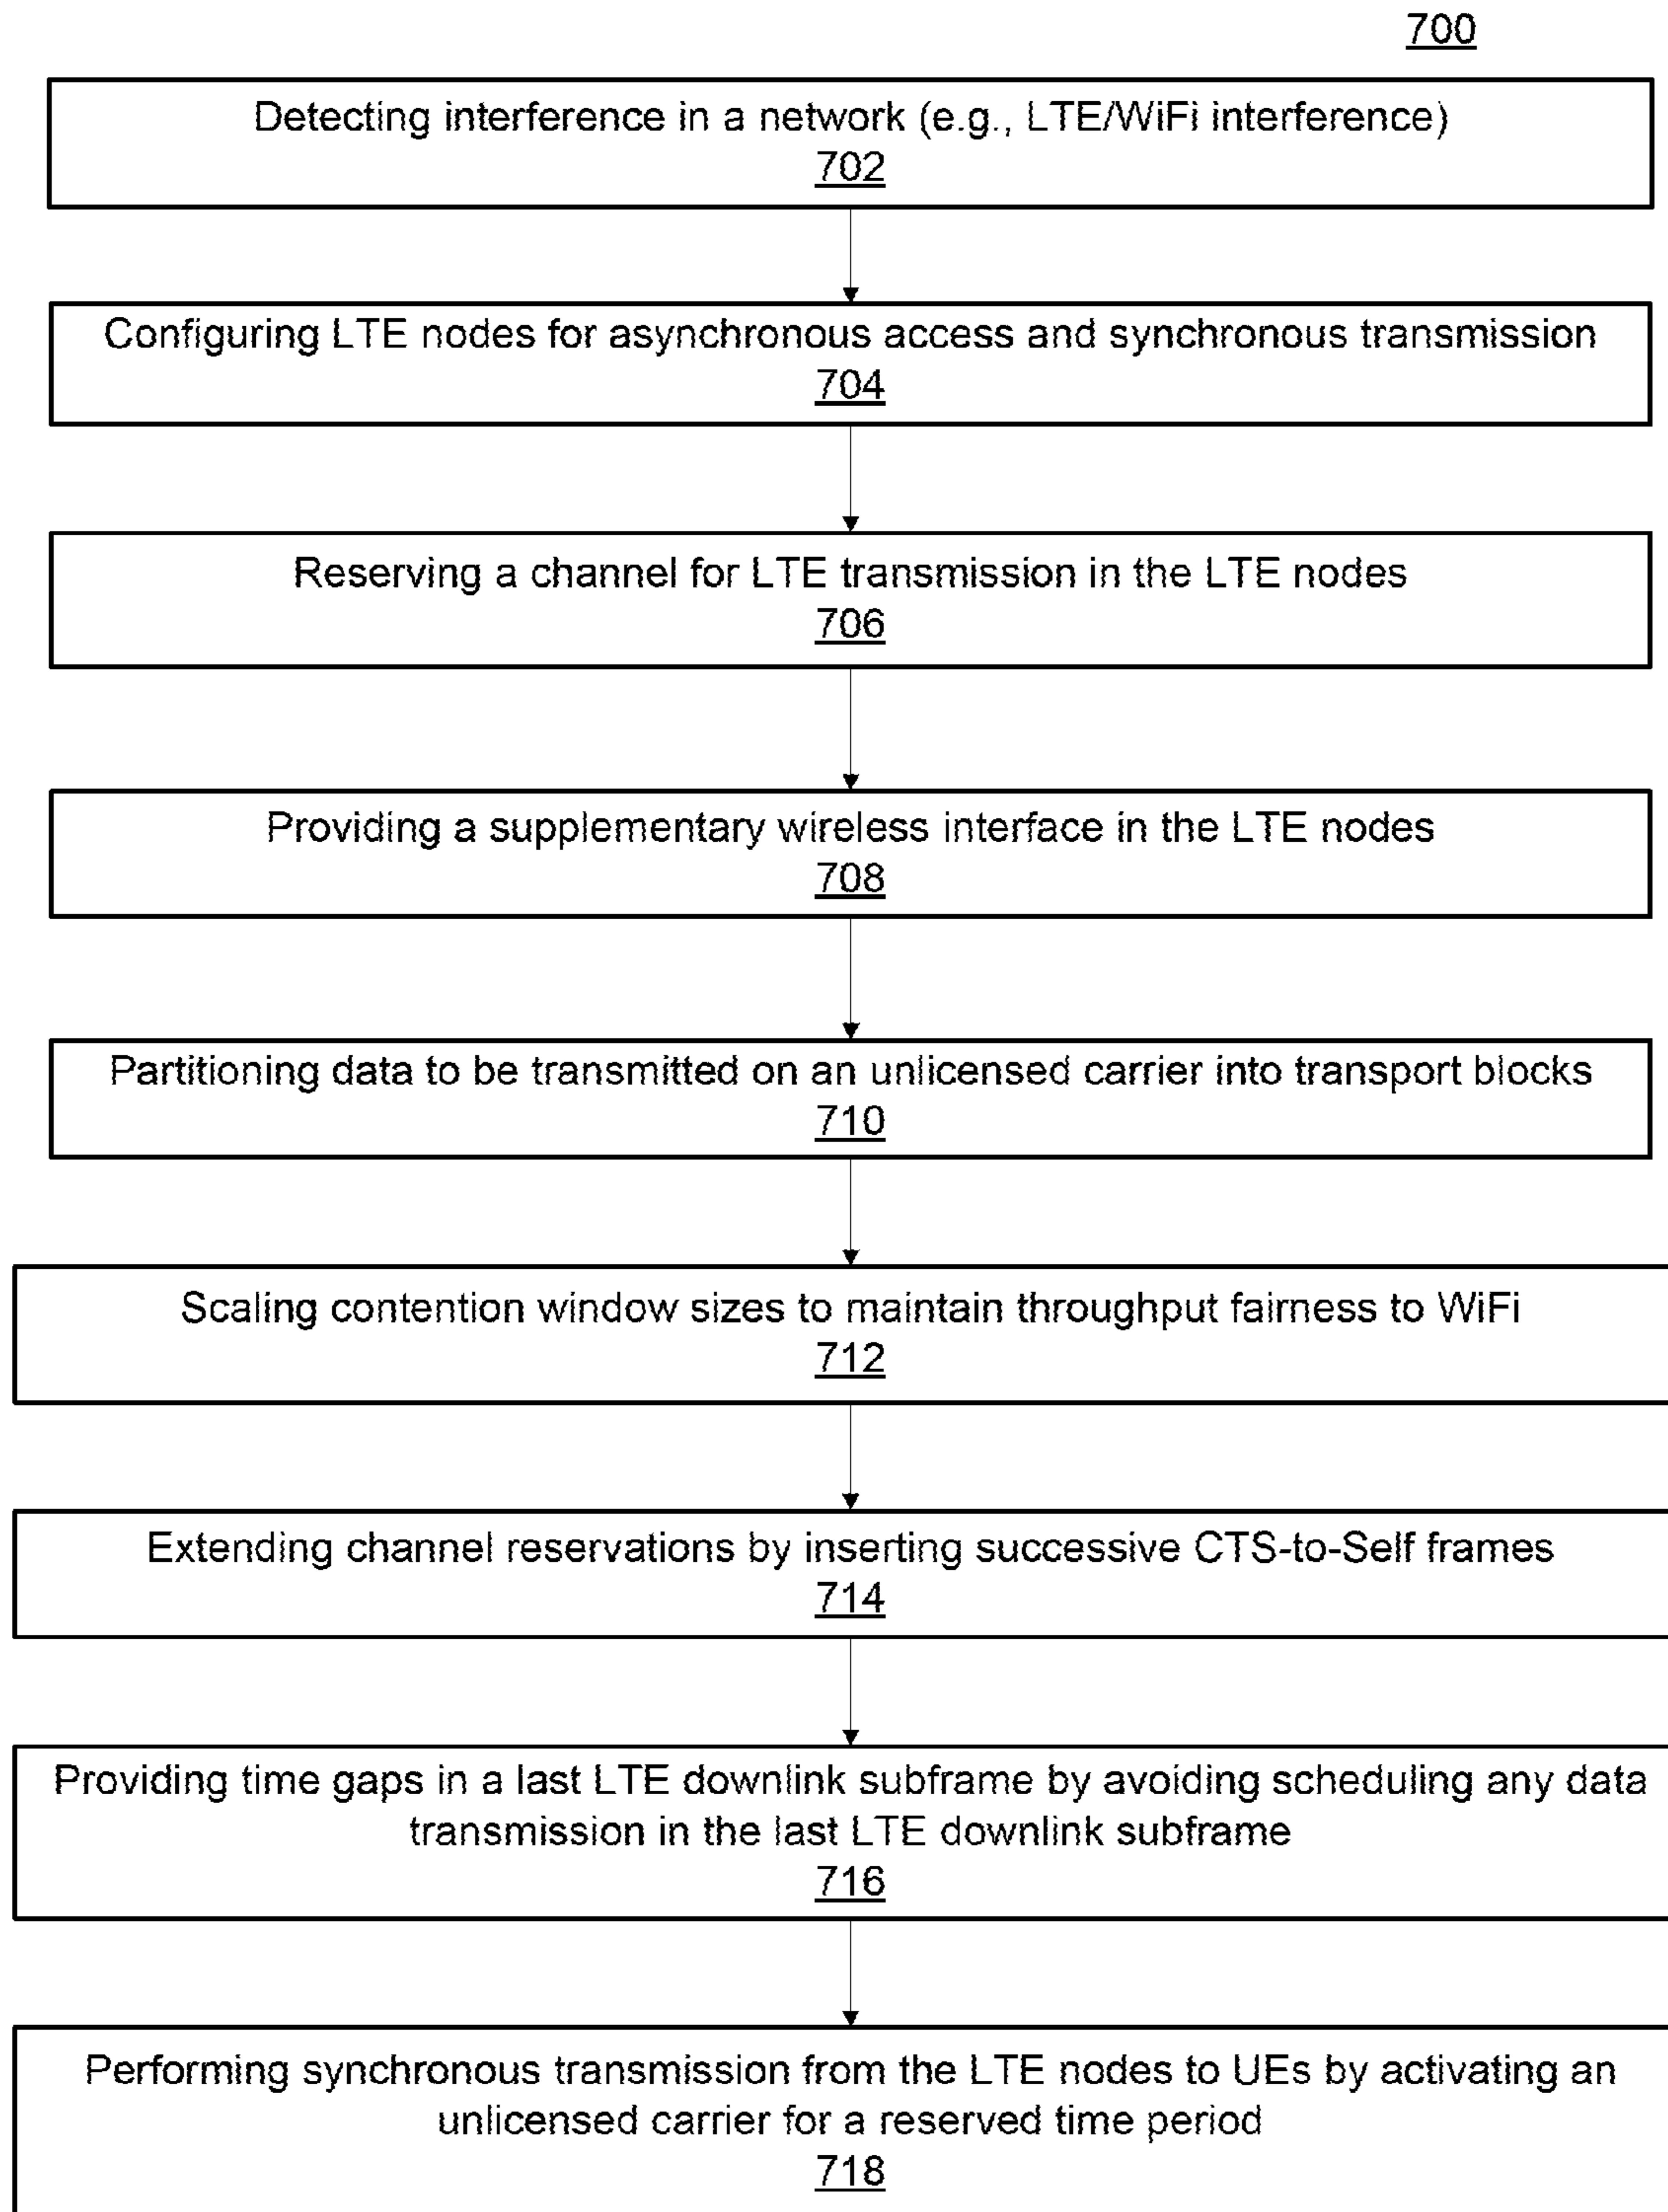 700
Detecting interference in a network (e.g., LTE/WiFi interference)
702
Configuring LTE nodes for asynchronous access and synchronous transmission
704
Reserving a channel for LTE transmission in the LTE nodes
706
Providing a supplementary wireless interface in the LTE nodes
708
Partitioning data to be transmitted on an unlicensed carrier into transport blocks
710
Scaling contention window sizes to maintain throughput fairness to WiFi
712
Extending channel reservations by inserting successive CTS-to-Self frames
714
Providing time gaps in a last LTE downlink subframe by avoiding scheduling any data
transmission in the last LTE downlink subframe
716
Performing synchronous transmission from the LTE nodes to UEs by activating an
unlicensed carrier for a reserved time period
718